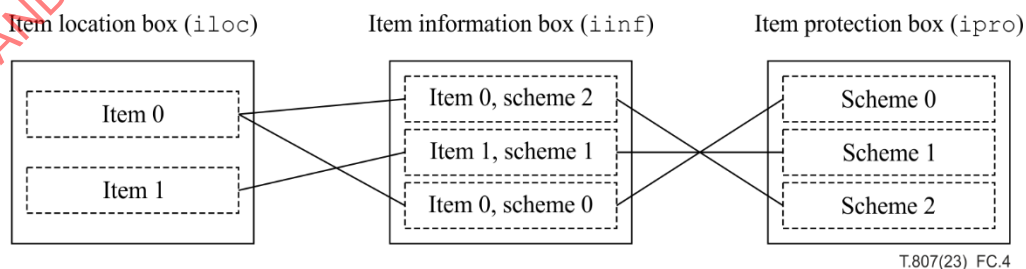 AND
Item location box (iloc) Item information box (iinf) Item protection box (ipro)
Item 0
Item 1
Item 0, scheme 2
Item 1, scheme 1
Item 0, scheme 0
Scheme 0
Scheme 1
Scheme 2
T.807(23) FC.4